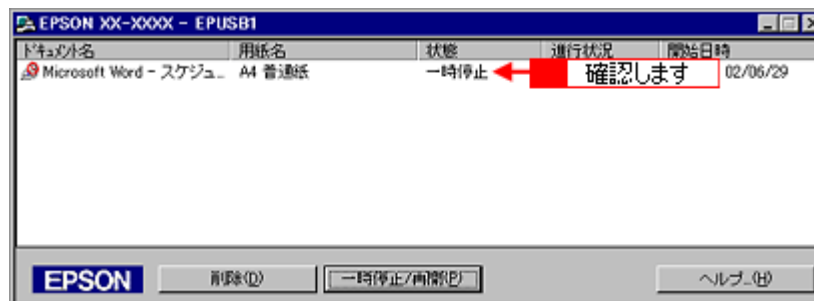 EPSON XX-XXXX - EPUSB1
ドキュメント名 用紙名 状態 進行状況 開始日時
Microsoft Word - スケジュ... A4 普通紙 一時停止 確認します 02/06/29
EPSON 削除(D) 一時停止/再開(P) ヘルプ...(H)